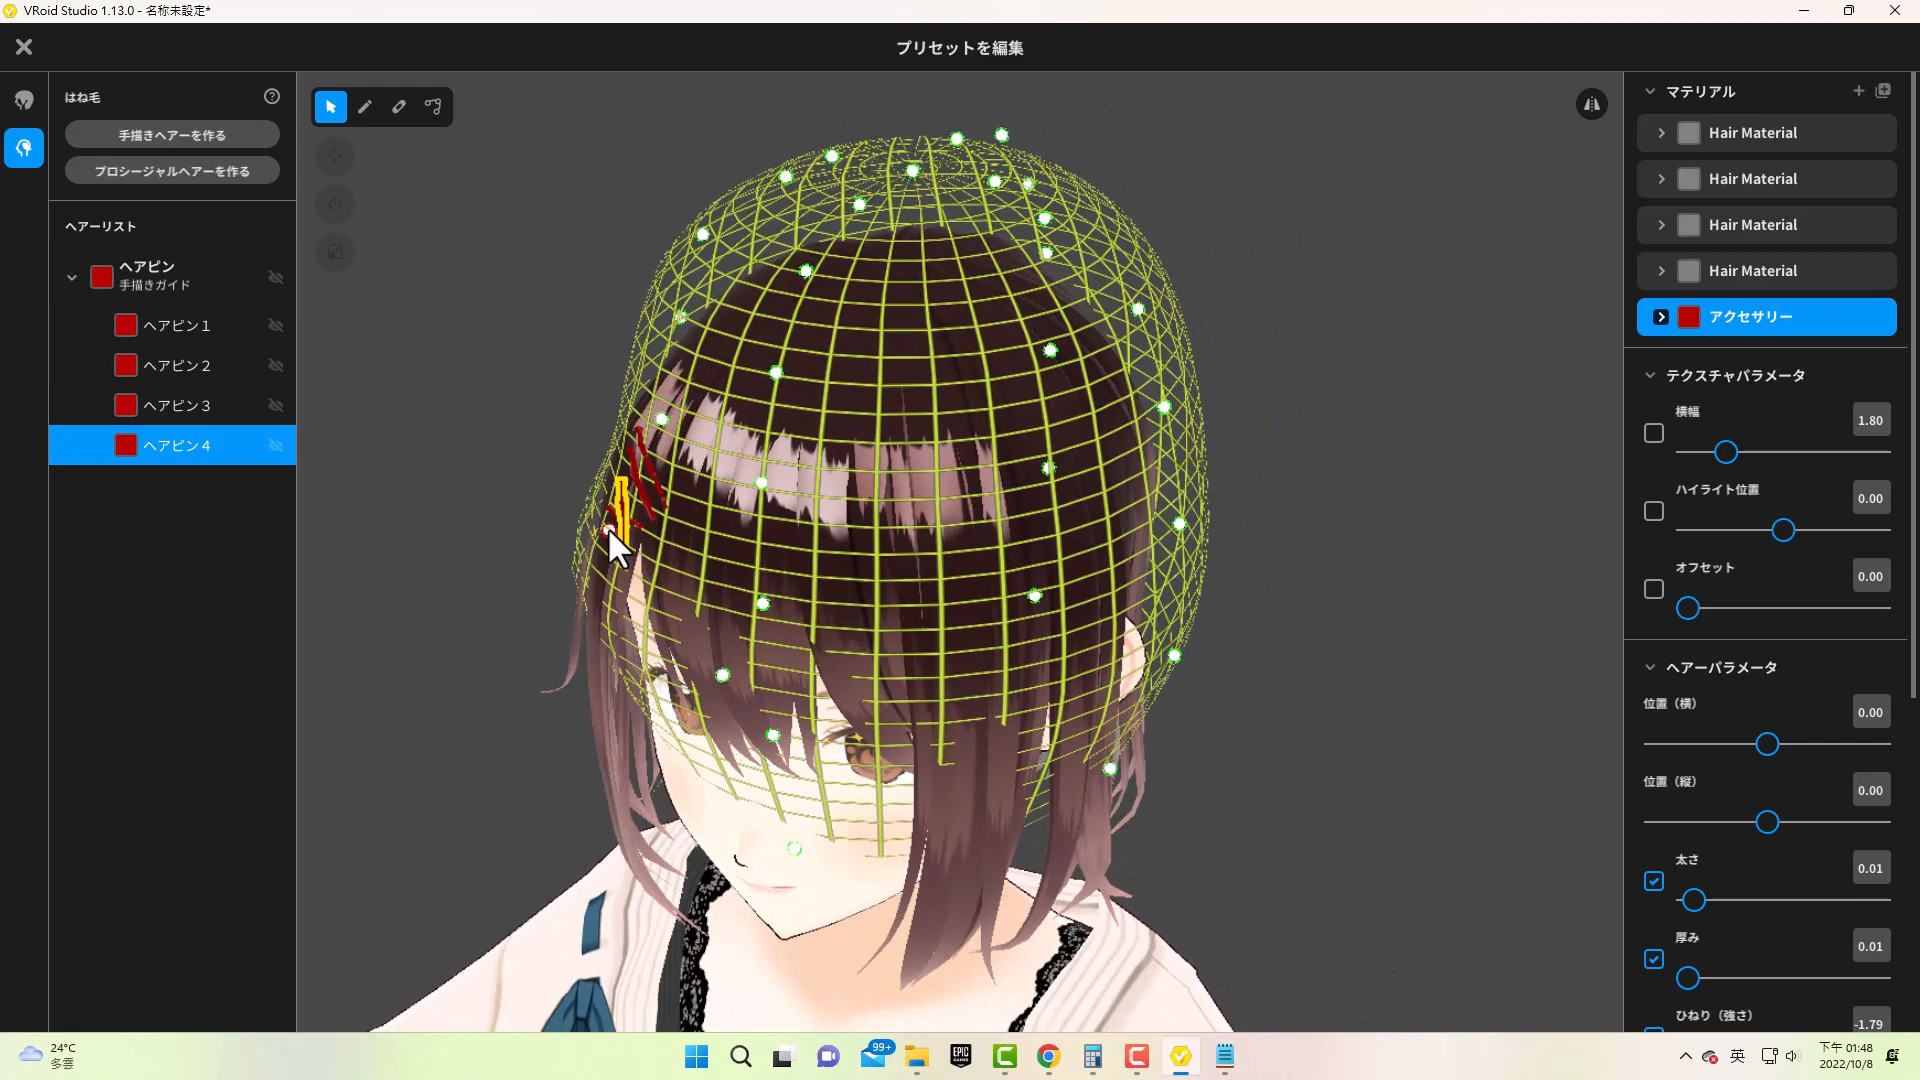 VRoid Studio 1.13.0 - 名称未設定*
プリセットを編集
はね毛
手描きヘアーを作る
プロシージャルヘアーを作る
ヘアーリスト
ヘアピン
手描きガイド
ヘアピン１
ヘアピン２
ヘアピン３
ヘアピン４
マテリアル
Hair Material
Hair Material
Hair Material
Hair Material
アクセサリー
テクスチャパラメータ
横幅
1.80
ハイライト位置
0.00
オフセット
0.00
ヘアーパラメータ
位置（横）
0.00
位置（縦）
0.00
太さ
0.01
厚み
0.01
ひねり（強さ）
-1.79
24°C
多雲
99+
EPIC
GAMES
英
下午 01:48
2022/10/8